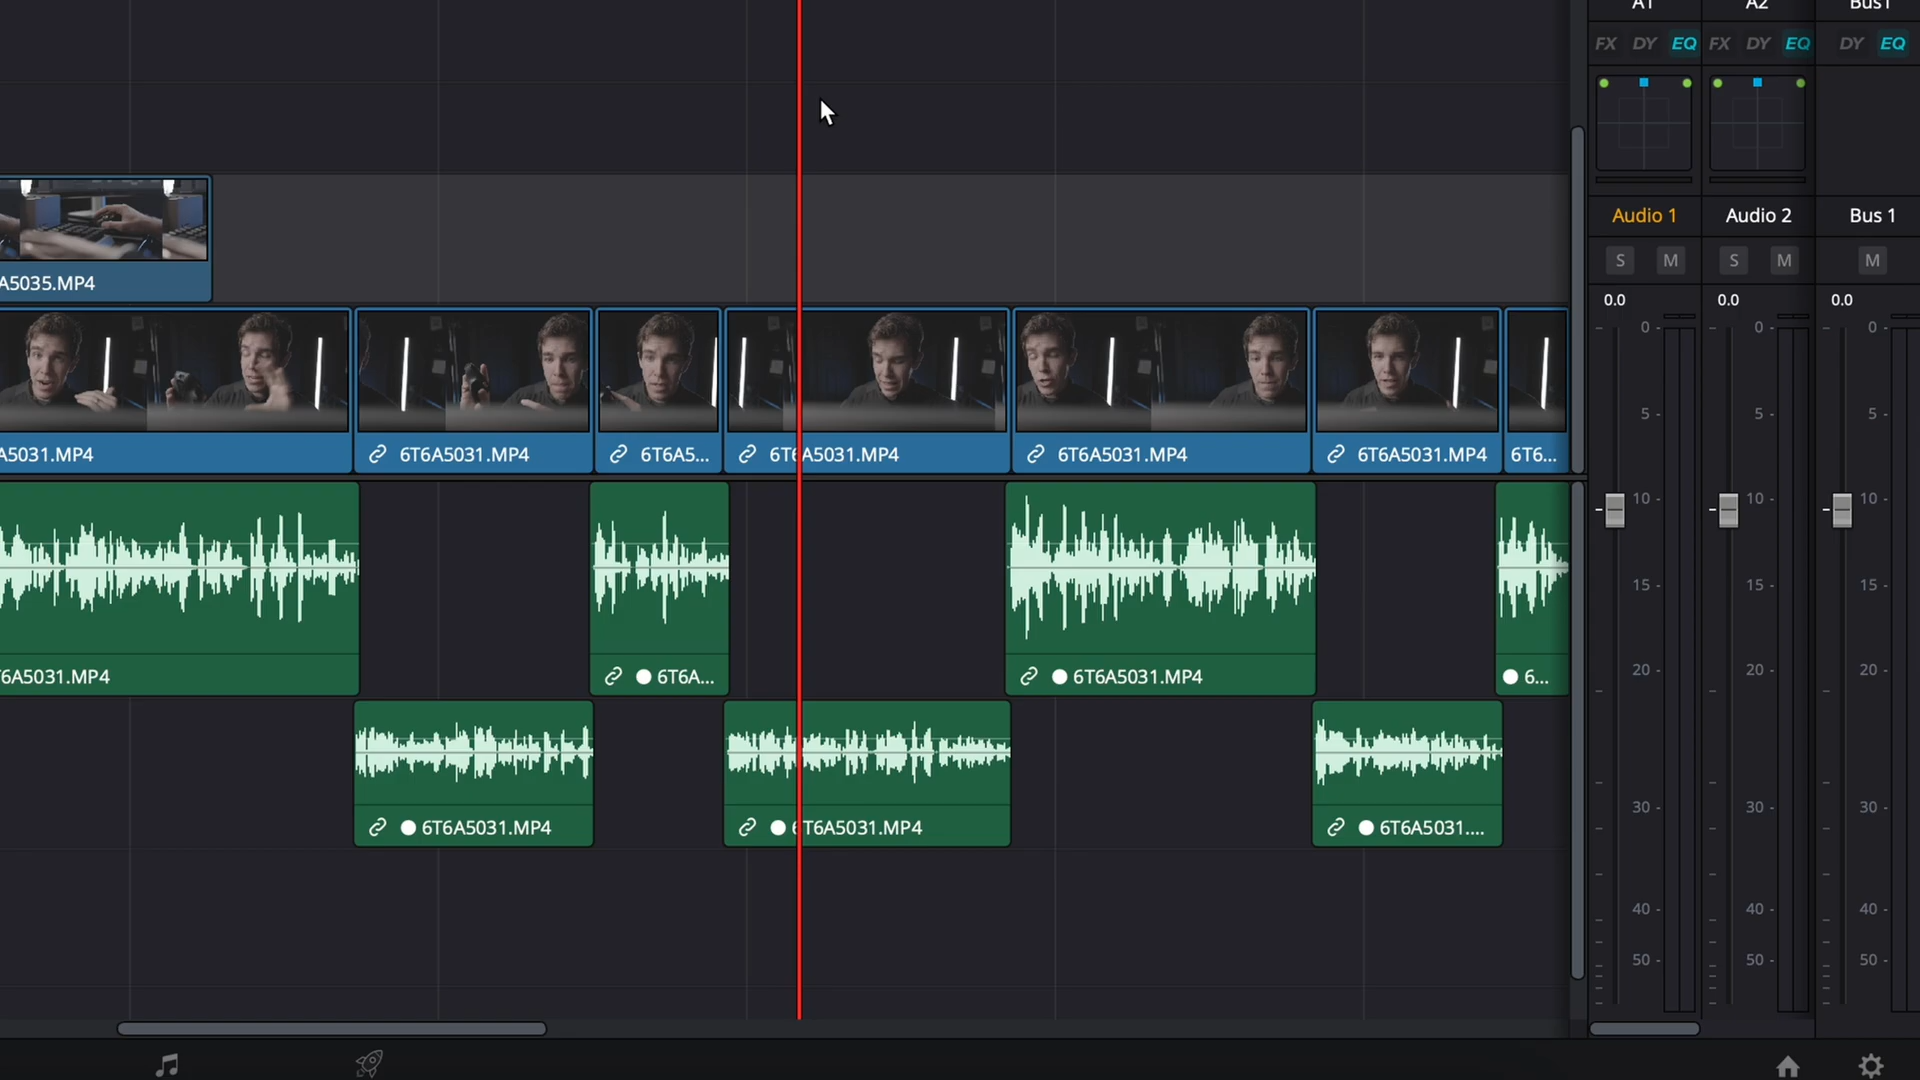 A1 A2 Bus1
FX DY EQ FX DY EQ DY EQ
Audio 1 Audio 2 Bus 1
S M S M M
0.0 0.0 0.0
0 0 0
5 5 5
10 10 10
15 15 15
20 20 20
30 30 30
40 40 40
50 50 50
A5035.MP4
A5031.MP4 6T6A5031.MP4 6T6A5... 6T6A5031.MP4 6T6A5031.MP4 6T6A5031.MP4 6T6...
6A5031.MP4 6T6A... 6T6A5031.MP4 6...
6T6A5031.MP4 6T6A5031.MP4 6T6A5031....